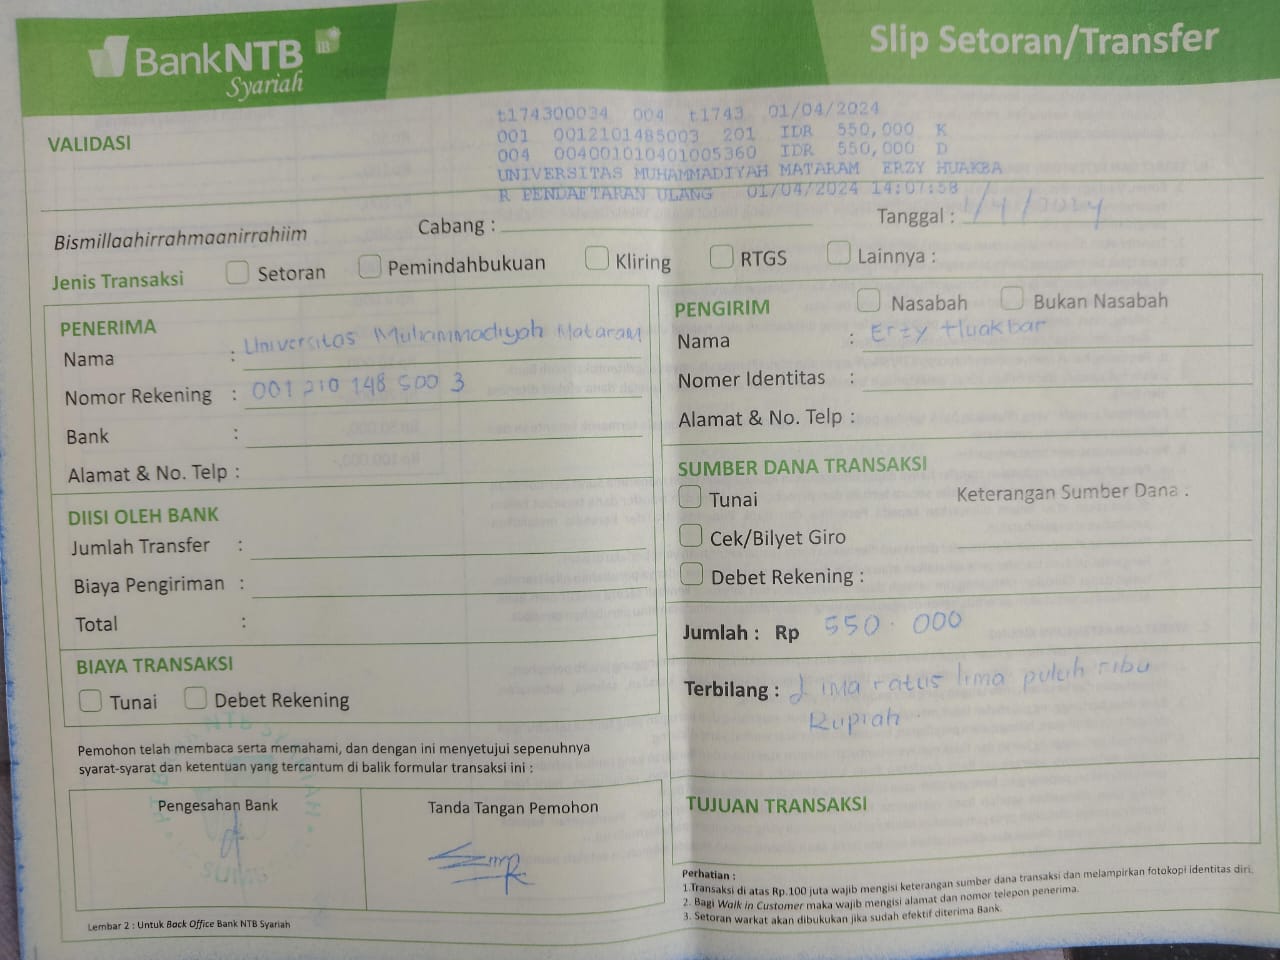 BankNTB
Syariah
Slip Setoran/Transfer
VALIDASI
t174300034 004 t1743 01/04/2024
001 0012101485003 201 IDR 550,000 K
004 004001010401005360 IDR 550,000 D
UNIVERSITAS MUHAMMADIYAH MATARAM ERZY HUAKBA
R PENDAFTARAN ULANG 01/04/2024 14:07:58
Bismillaahirrahmaanirrahiim
Cabang :
Tanggal : 1/4/2024
Jenis Transaksi Setoran Pemindahbukuan Kliring RTGS Lainnya :
PENERIMA
Nama : Universitas Muhammadiyah Mataram
Nomor Rekening : 001 210 148 500 3
Bank :
Alamat & No. Telp :
DIISI OLEH BANK
Jumlah Transfer :
Biaya Pengiriman :
Total :
BIAYA TRANSAKSI
Tunai Debet Rekening
Pemohon telah membaca serta memahami, dan dengan ini menyetujui sepenuhnya
syarat-syarat dan ketentuan yang tercantum di balik formular transaksi ini :
Pengesahan Bank
Tanda Tangan Pemohon
Lembar 2 : Untuk Back Office Bank NTB Syariah
PENGIRIM Nasabah Bukan Nasabah
Nama : Erzy Huakbar
Nomer Identitas :
Alamat & No. Telp :
SUMBER DANA TRANSAKSI
Tunai Keterangan Sumber Dana :
Cek/Bilyet Giro
Debet Rekening :
Jumlah : Rp 550.000
Terbilang : Lima ratus lima puluh ribu
Rupiah
TUJUAN TRANSAKSI
Perhatian :
1.Transaksi di atas Rp.100 juta wajib mengisi keterangan sumber dana transaksi dan melampirkan fotokopi identitas diri.
2. Bagi Walk in Customer maka wajib mengisi alamat dan nomor telepon penerima.
3. Setoran warkat akan dibukukan jika sudah efektif diterima Bank.